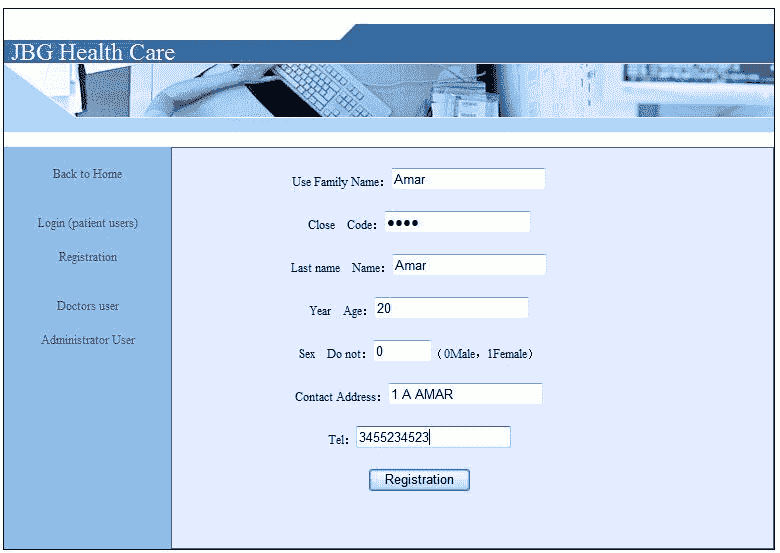 JBG Health Care
Back to Home
Login (patient users)
Registration
Doctors user
Administrator User
Use Family Name: Amar
Close Code: ●●●●
Last name Name: Amar
Year Age: 20
Sex Do not: 0 (0Male, 1Female)
Contact Address: 1 A AMAR
Tel: 3455234523
Registration